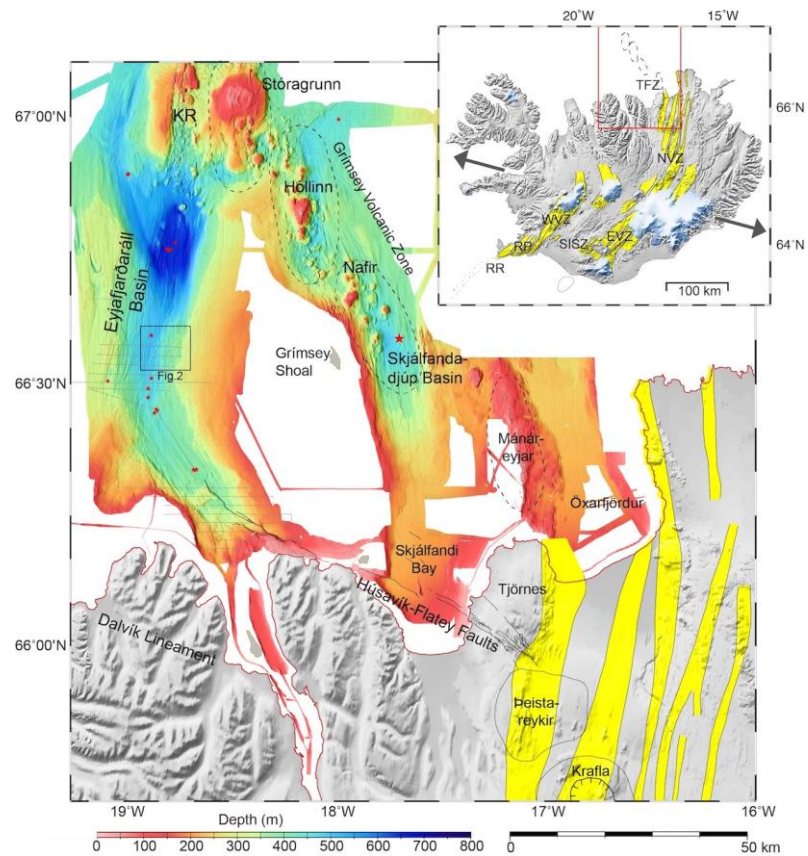 20°W
15°W
TFZ
66°N
NVZ
WVZ
EVZ
SISZ
RP
RR
64°N
100 km
67°00'N
Stóragrunn
KR
Hóllinn
Grímsey Volcanic Zone
Nafir
Eyjafjarðaráll
Basin
Fig.2
Grímsey
Shoal
Skjálfanda-
djúp Basin
66°30'N
Mánár-
eyjar
Öxarfjörður
Skjálfandi
Bay
Tjörnes
Húsavík-Flatey Faults
66°00'N
Dalvík Lineament
Þeista-
reykir
Krafla
19°W
18°W
17°W
16°W
Depth (m)
0 100 200 300 400 500 600 700 800
0
50 km